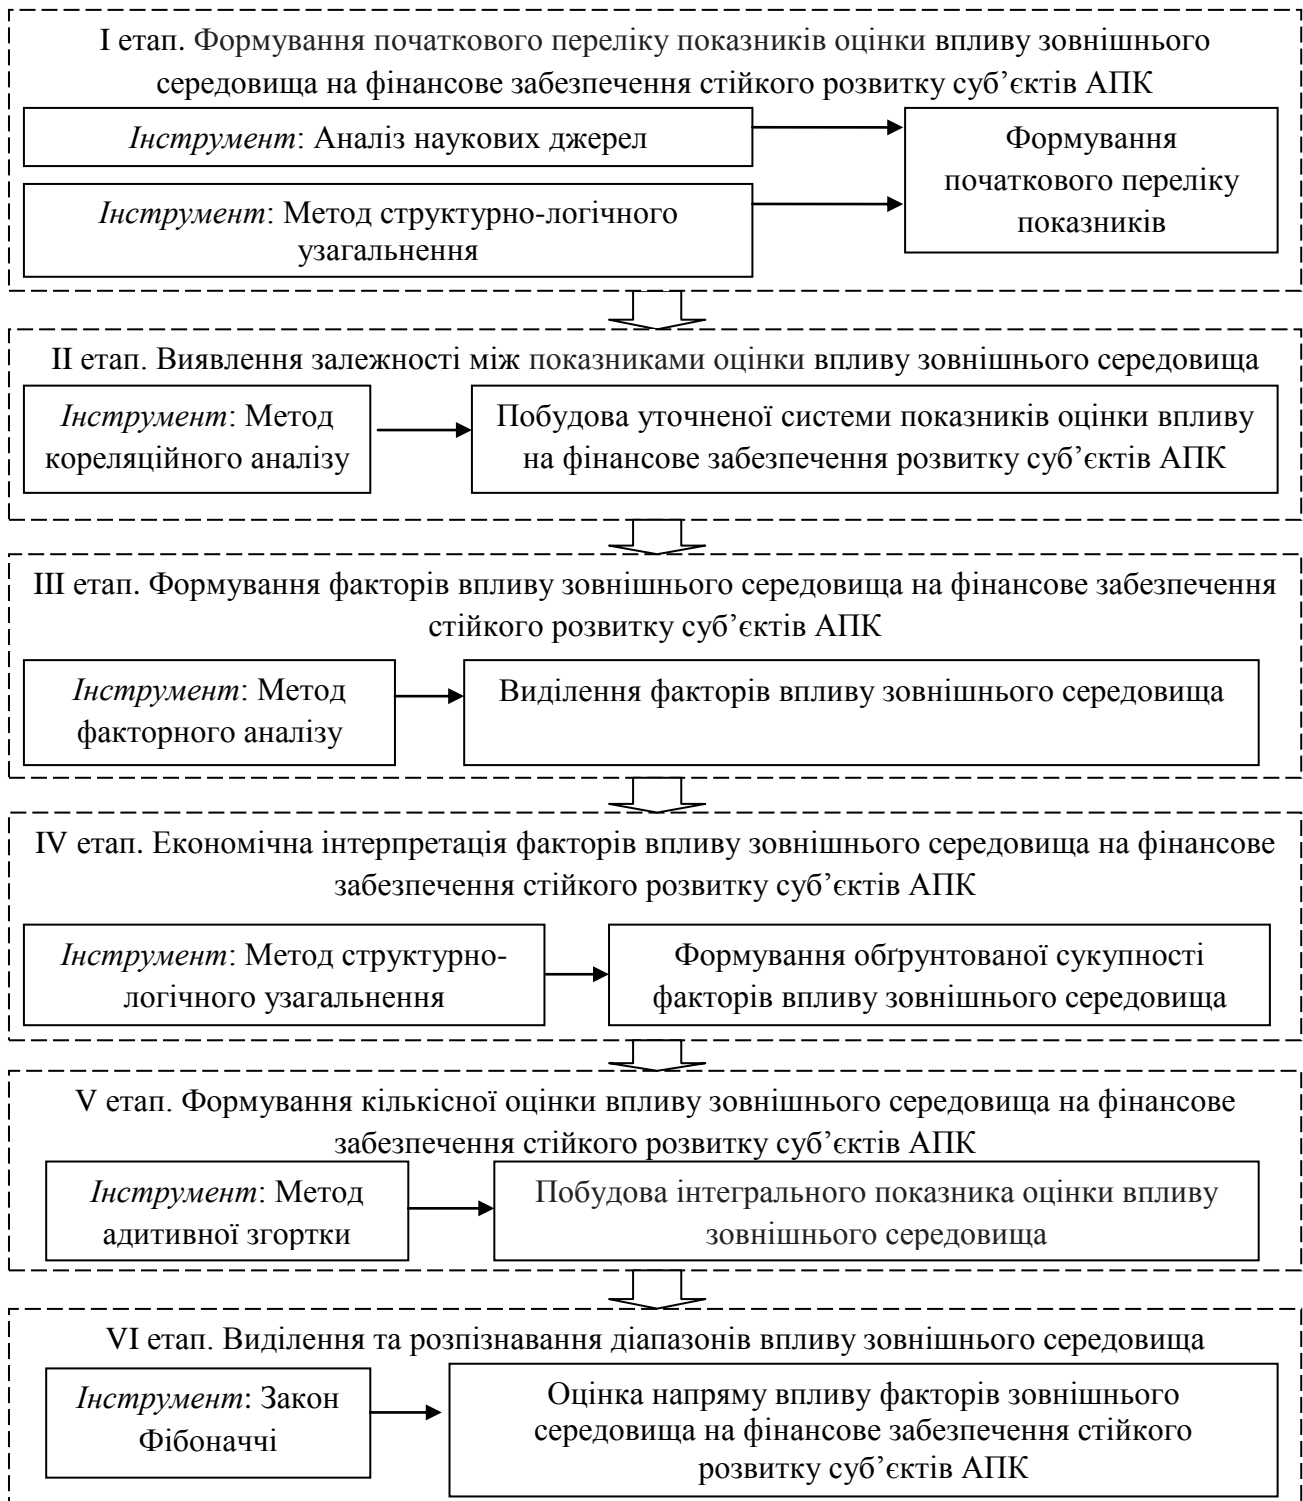 І етап. Формування початкового переліку показників оцінки впливу зовнішнього
середовища на фінансове забезпечення стійкого розвитку суб’єктів АПК
Інструмент: Аналіз наукових джерел
Інструмент: Метод структурно-логічного
узагальнення
Формування
початкового переліку
показників
ІІ етап. Виявлення залежності між показниками оцінки впливу зовнішнього середовища
Інструмент: Метод
кореляційного аналізу
Побудова уточненої системи показників оцінки впливу
на фінансове забезпечення розвитку суб’єктів АПК
ІІІ етап. Формування факторів впливу зовнішнього середовища на фінансове забезпечення
стійкого розвитку суб’єктів АПК
Інструмент: Метод
факторного аналізу
Виділення факторів впливу зовнішнього середовища
IV етап. Економічна інтерпретація факторів впливу зовнішнього середовища на фінансове
забезпечення стійкого розвитку суб’єктів АПК
Інструмент: Метод структурно-
логічного узагальнення
Формування обґрунтованої сукупності
факторів впливу зовнішнього середовища
V етап. Формування кількісної оцінки впливу зовнішнього середовища на фінансове
забезпечення стійкого розвитку суб’єктів АПК
Інструмент: Метод
адитивної згортки
Побудова інтегрального показника оцінки впливу
зовнішнього середовища
VI етап. Виділення та розпізнавання діапазонів впливу зовнішнього середовища
Інструмент: Закон
Фібоначчі
Оцінка напряму впливу факторів зовнішнього
середовища на фінансове забезпечення стійкого
розвитку суб’єктів АПК